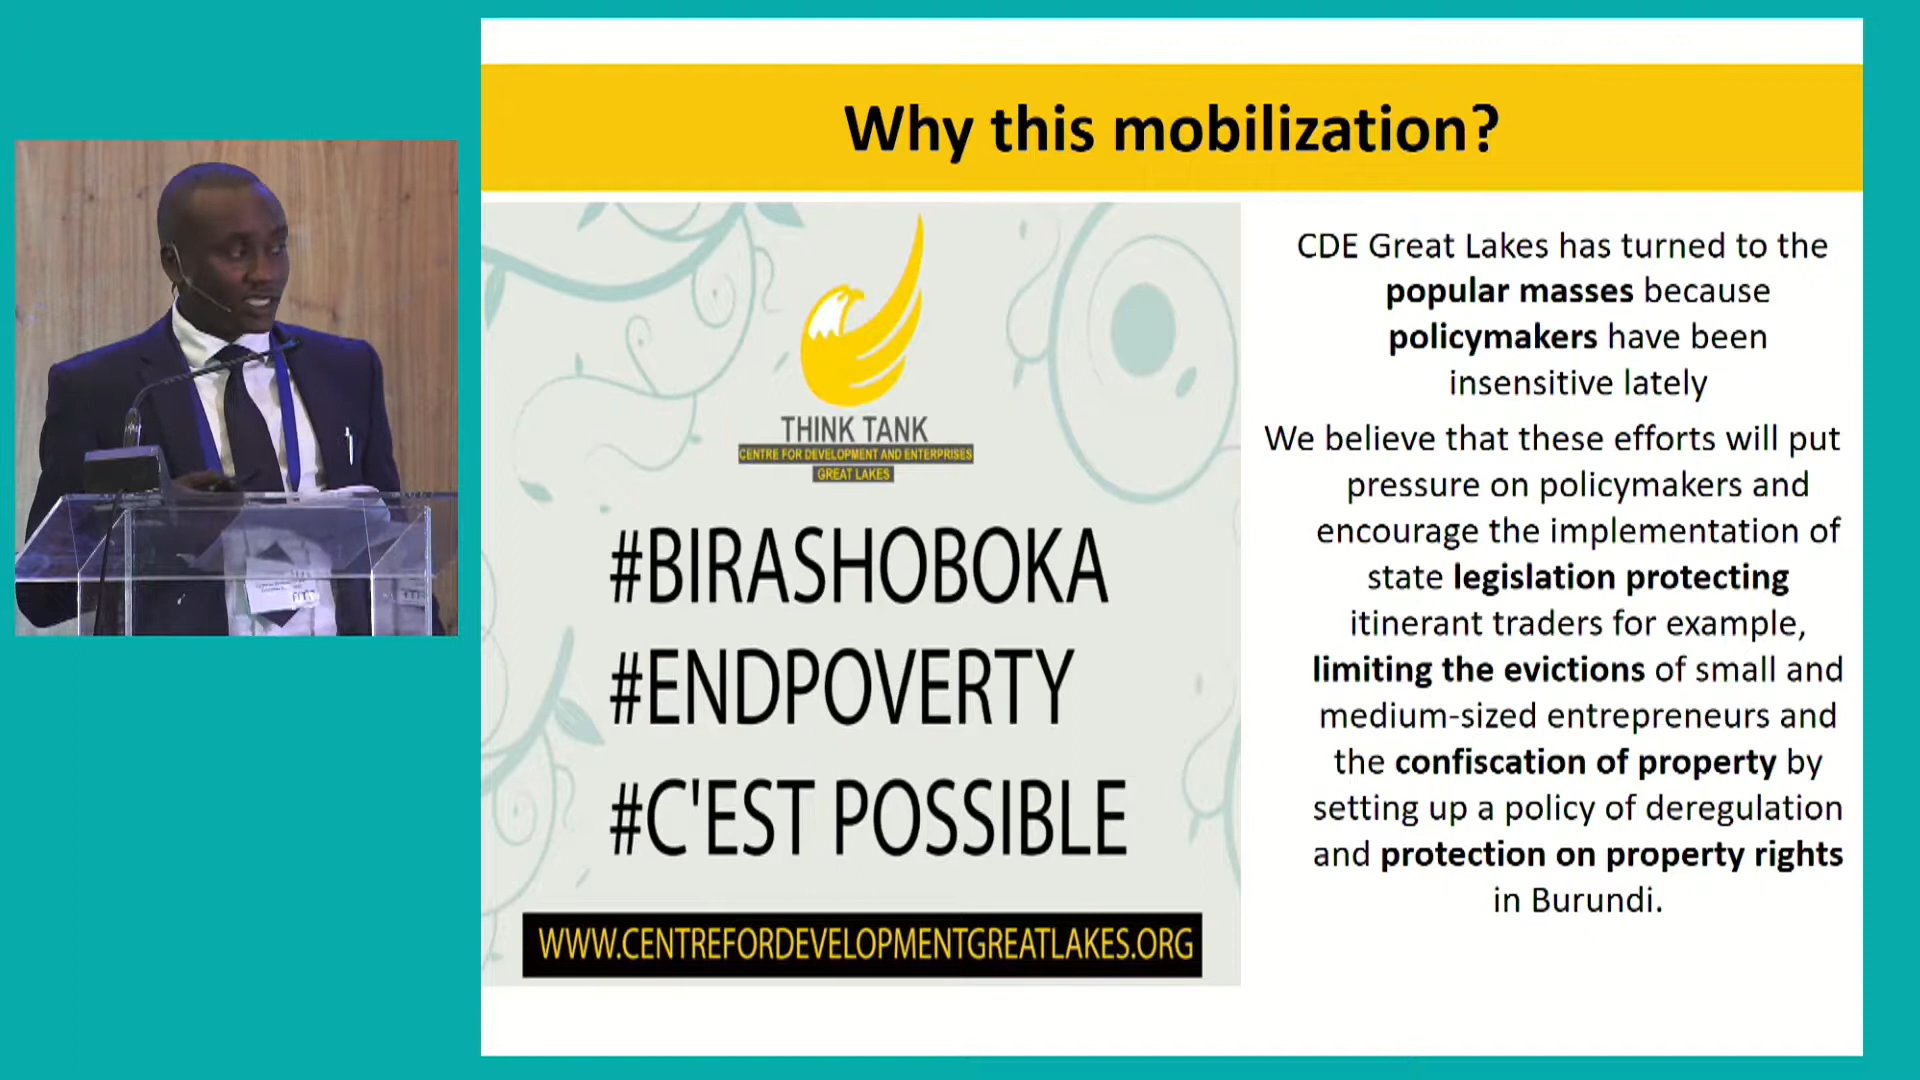 Why this mobilization?
THINK TANK
CENTRE FOR DEVELOPMENT AND ENTERPRISES
GREAT LAKES
#BIRASHOBOKA
#ENDPOVERTY
#C'EST POSSIBLE
WWW.CENTREFORDEVELOPMENTGREATLAKES.ORG
CDE Great Lakes has turned to the
popular masses because
policymakers have been
insensitive lately
We believe that these efforts will put
pressure on policymakers and
encourage the implementation of
state legislation protecting
itinerant traders for example,
limiting the evictions of small and
medium-sized entrepreneurs and
the confiscation of property by
setting up a policy of deregulation
and protection on property rights
in Burundi.